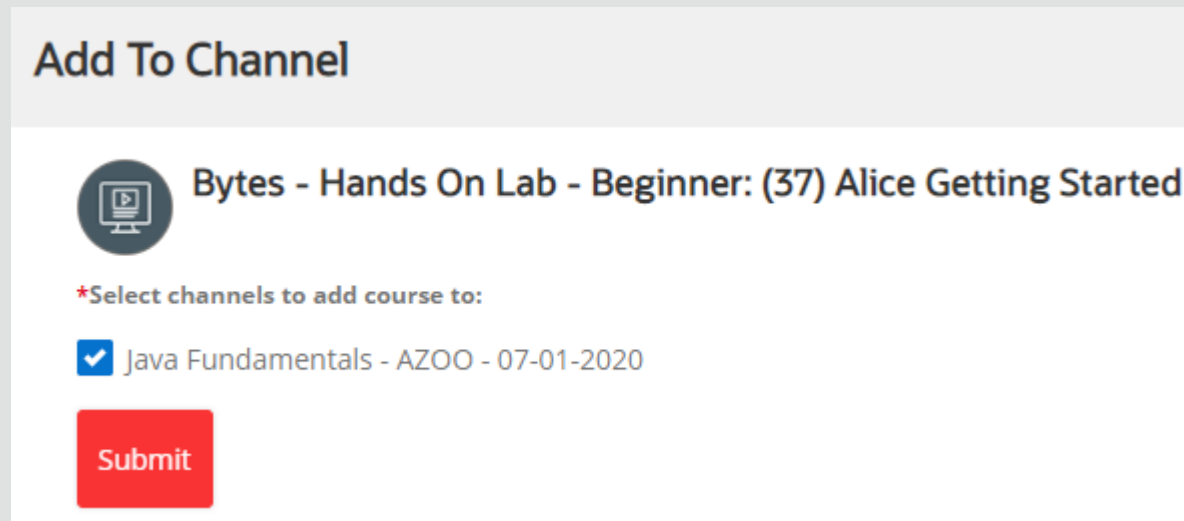 Add To Channel
Bytes - Hands On Lab - Beginner: (37) Alice Getting Started
*Select channels to add course to:
Java Fundamentals - AZOO - 07-01-2020
Submit